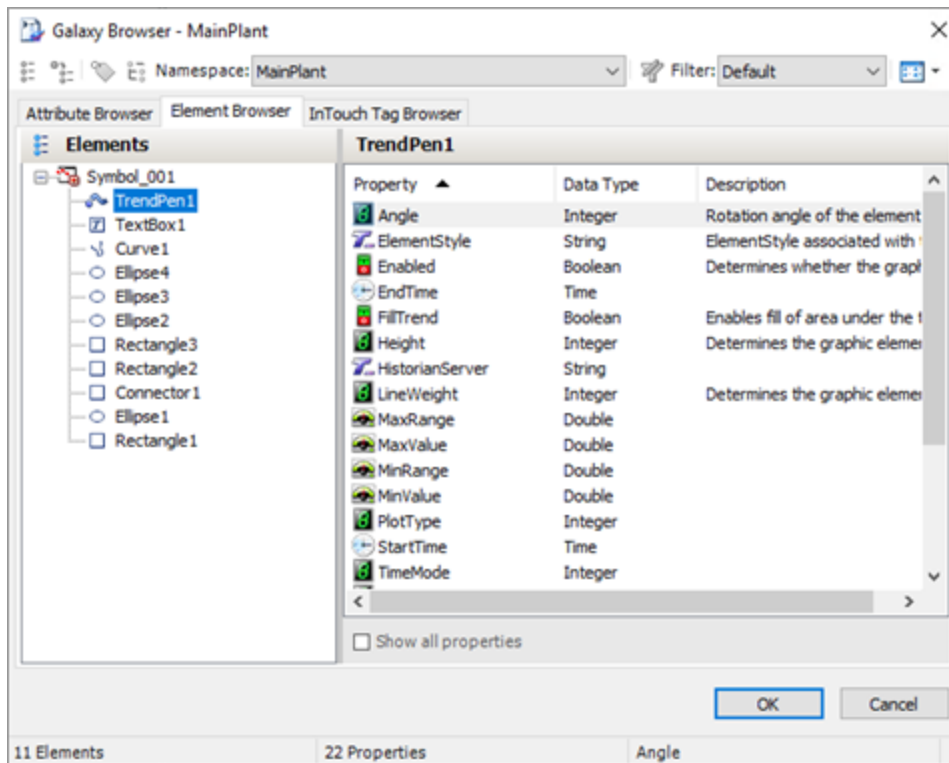 Galaxy Browser - MainPlant
Namespace: MainPlant Filter: Default
Attribute Browser Element Browser InTouch Tag Browser
Elements
Symbol_001
TrendPen1
TextBox1
Curve1
Ellipse4
Ellipse3
Ellipse2
Rectangle3
Rectangle2
Connector1
Ellipse1
Rectangle1
TrendPen1
Property Data Type Description
Angle Integer Rotation angle of the element
ElementStyle String ElementStyle associated with
Enabled Boolean Determines whether the graph
EndTime Time
FillTrend Boolean Enables fill of area under the t
Height Integer Determines the graphic elemen
HistorianServer String
LineWeight Integer Determines the graphic elemen
MaxRange Double
MaxValue Double
MinRange Double
MinValue Double
PlotType Integer
StartTime Time
TimeMode Integer
Show all properties
OK Cancel
11 Elements 22 Properties Angle